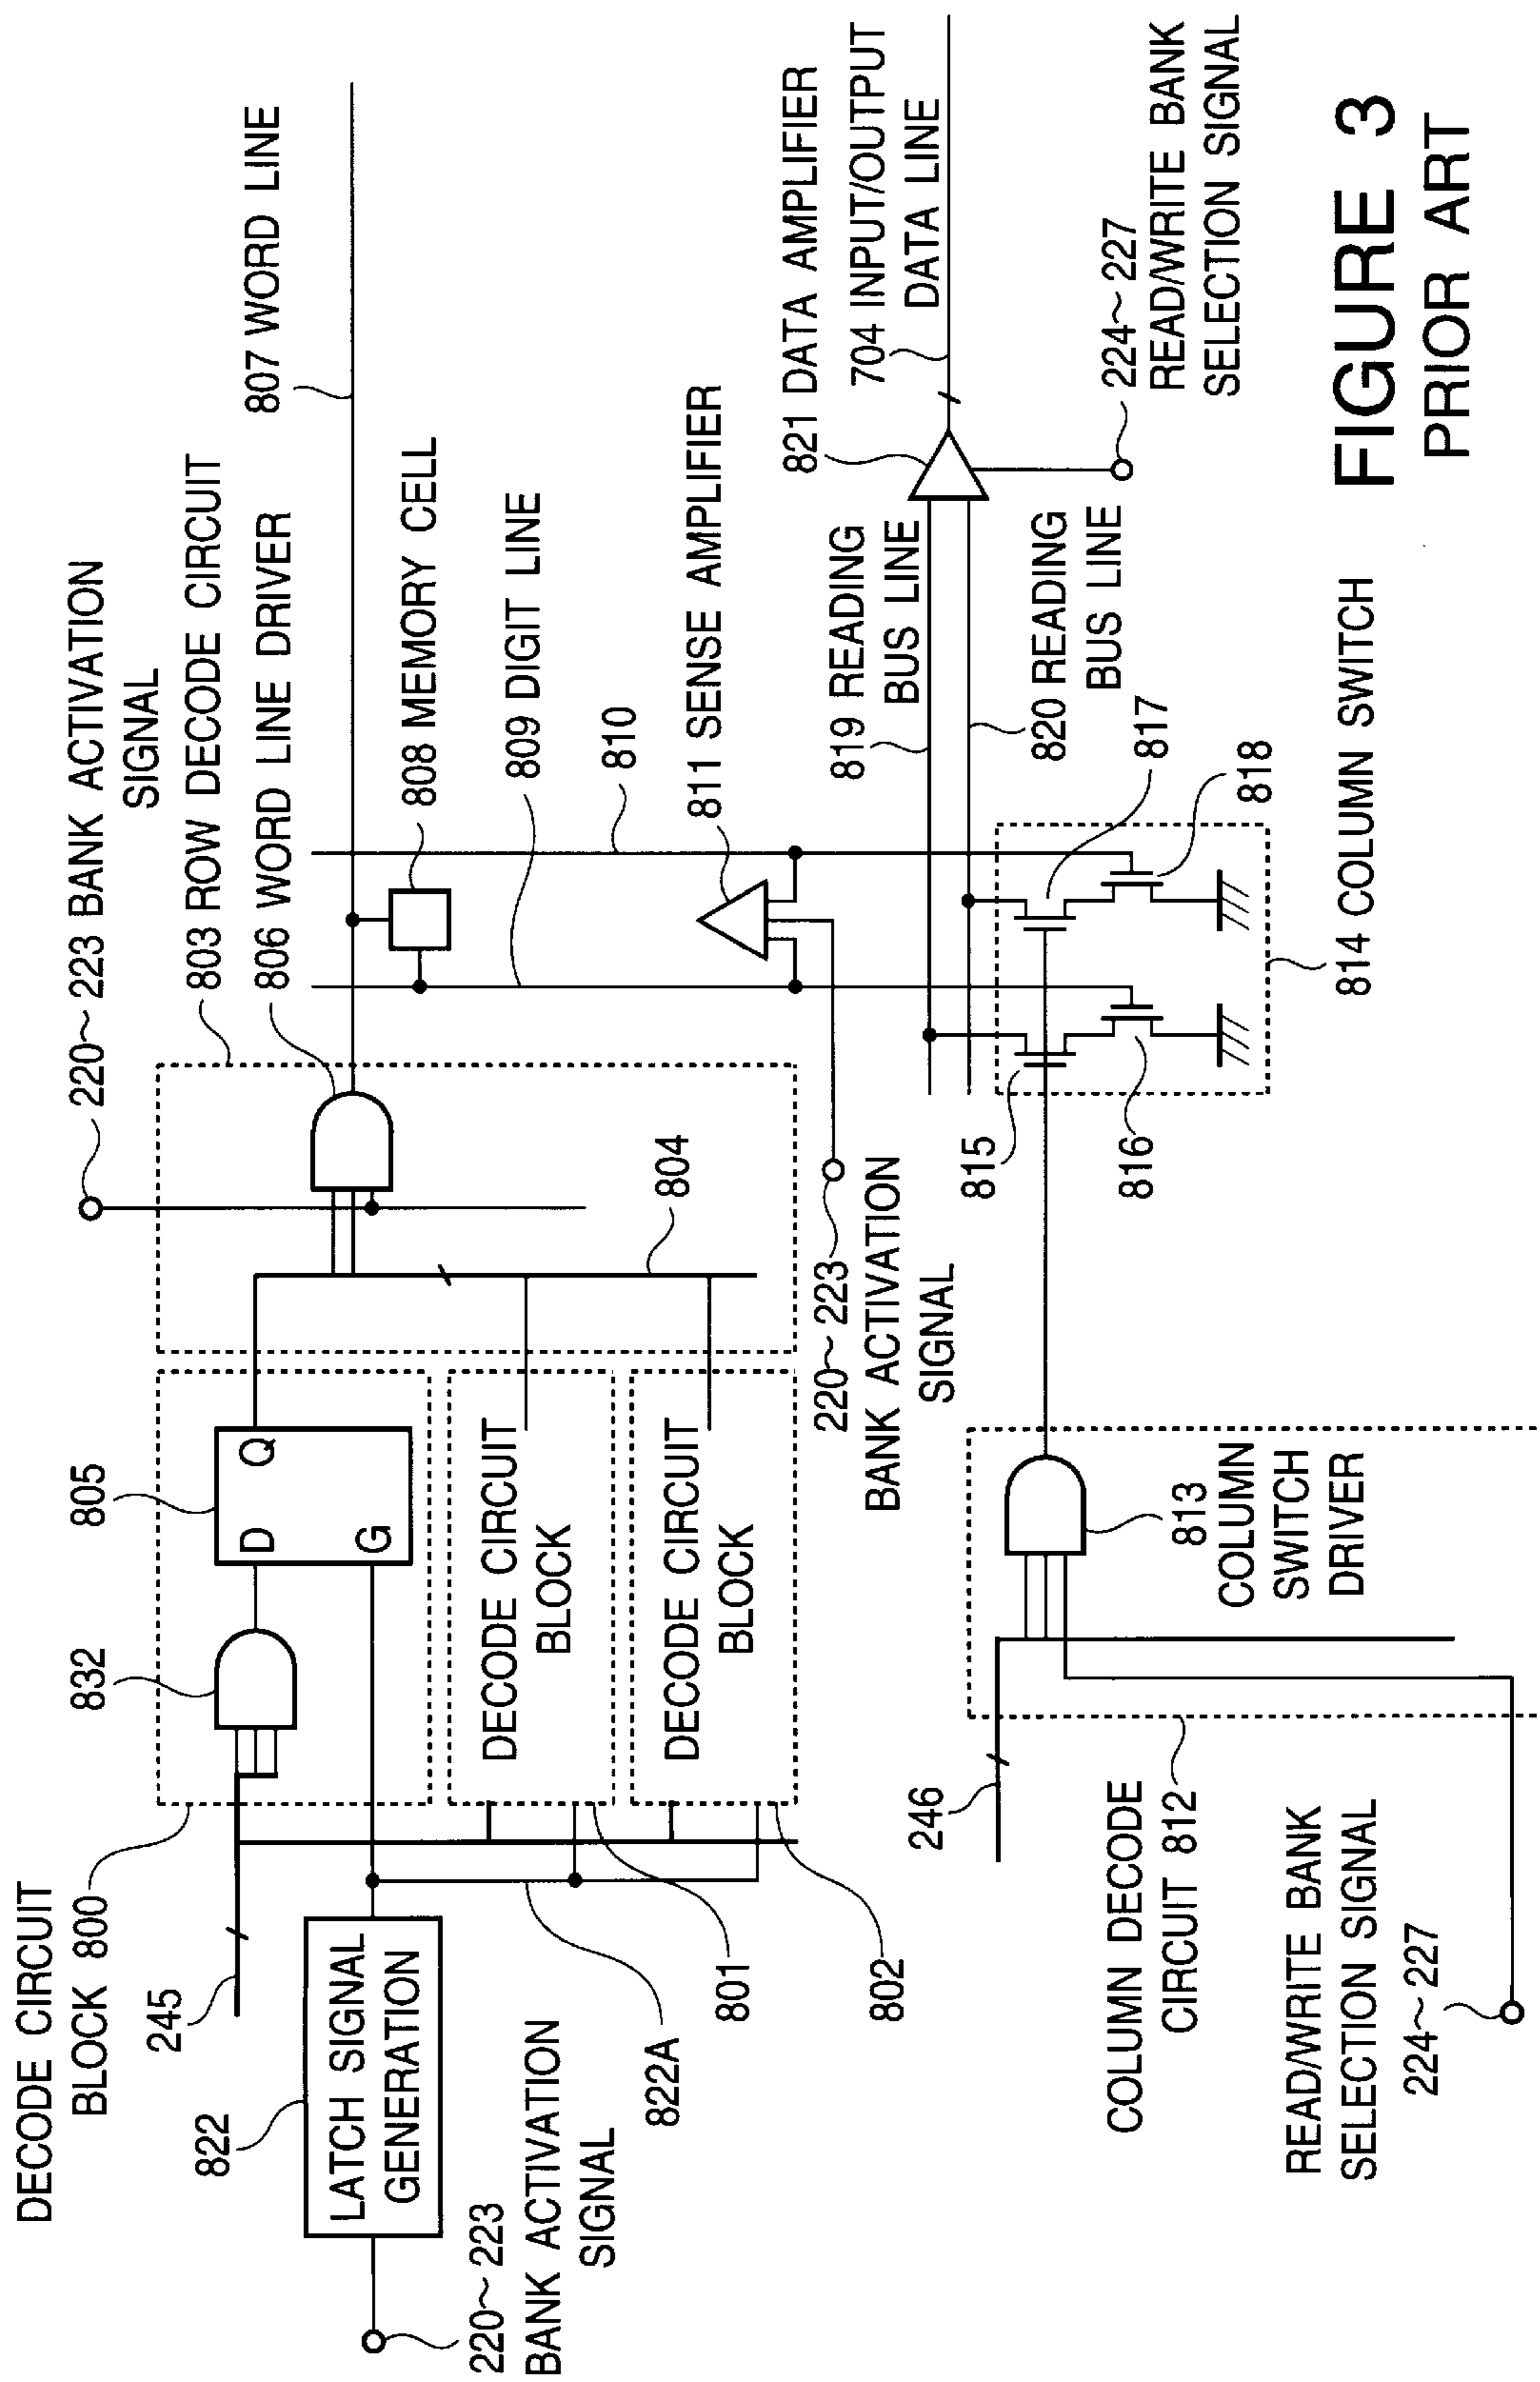 DECODE CIRCUIT
BLOCK 800
245
832
805
D
Q
G
220~223 BANK ACTIVATION
SIGNAL
803 ROW DECODE CIRCUIT
806 WORD LINE DRIVER
807 WORD LINE
822
LATCH SIGNAL
GENERATION
220~223
BANK ACTIVATION
SIGNAL
822A
801
802
DECODE CIRCUIT
BLOCK
DECODE CIRCUIT
BLOCK
804
808 MEMORY CELL
809 DIGIT LINE
810
811 SENSE AMPLIFIER
220~223
BANK ACTIVATION
SIGNAL
821 DATA AMPLIFIER
704 INPUT/OUTPUT
DATA LINE
819 READING
BUS LINE
820 READING
BUS LINE
224~227
READ/WRITE BANK
SELECTION SIGNAL
815
816
817
818
814 COLUMN SWITCH
246
COLUMN DECODE
CIRCUIT 812
813
COLUMN
SWITCH
DRIVER
READ/WRITE BANK
SELECTION SIGNAL
224~227
FIGURE 3
PRIOR ART